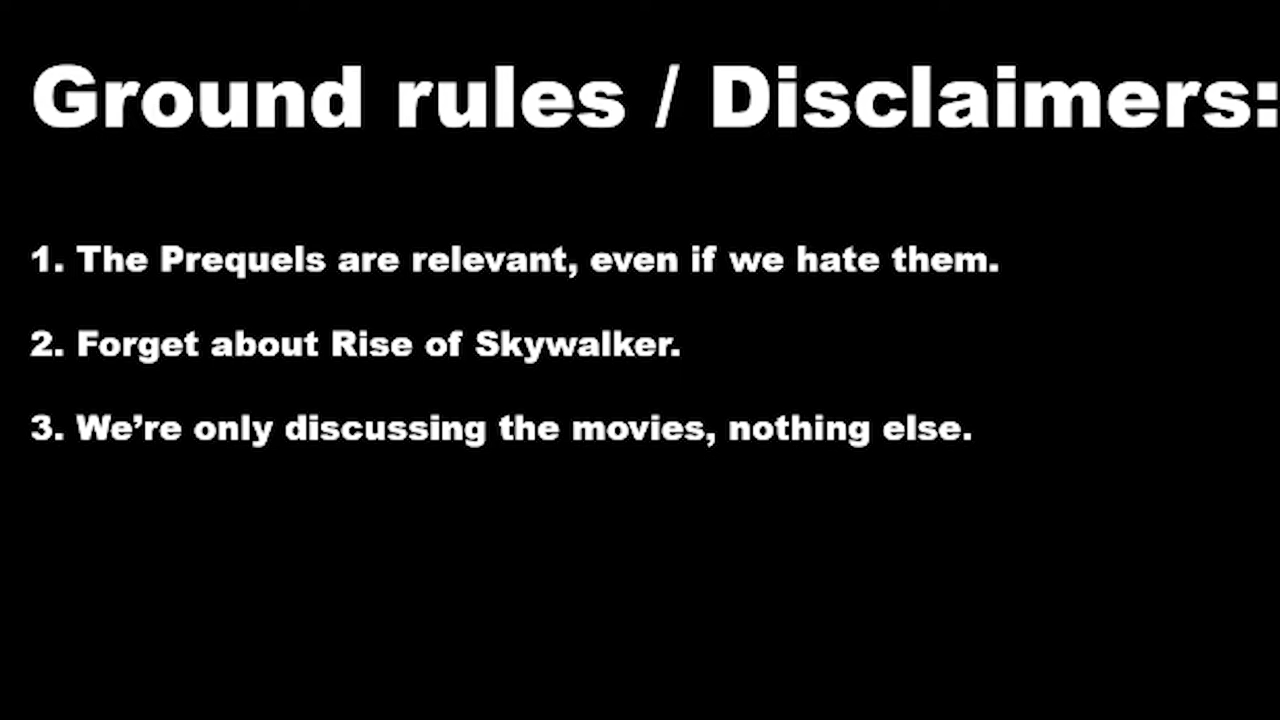 Ground rules / Disclaimers:
1. The Prequels are relevant, even if we hate them.
2. Forget about Rise of Skywalker.
3. We’re only discussing the movies, nothing else.